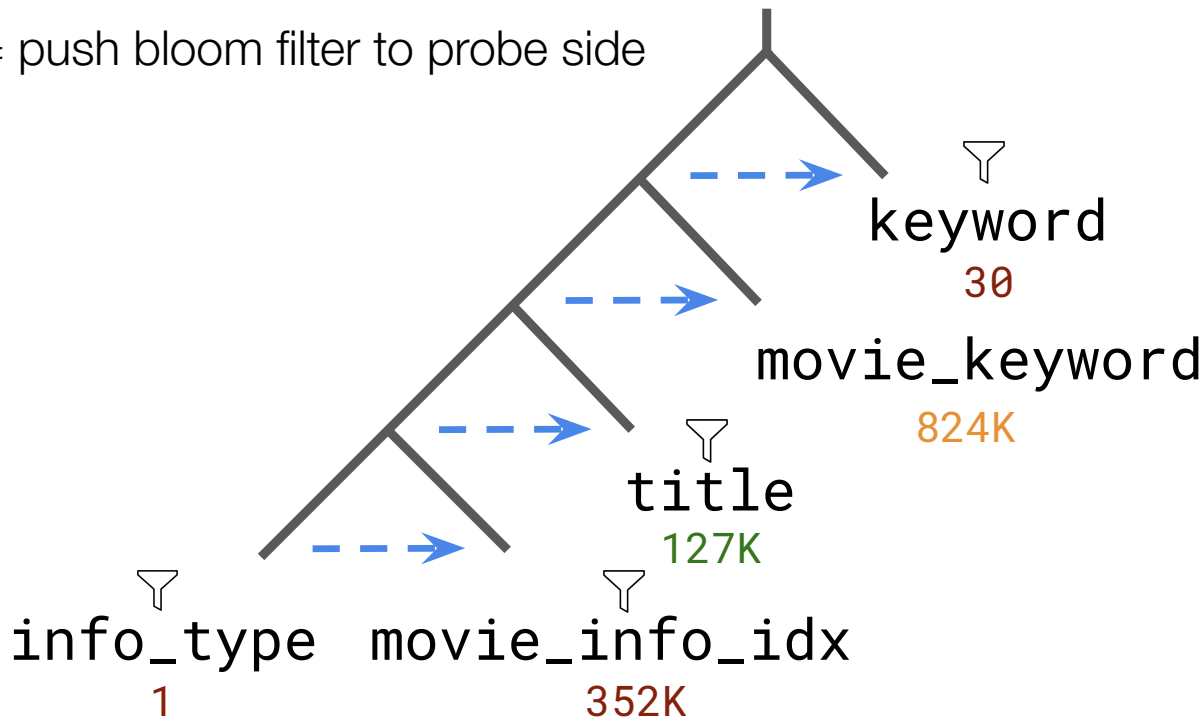 = push bloom filter to probe side
keyword
30
movie_keyword
824K
title
127K
info_type
1
movie_info_idx
352K